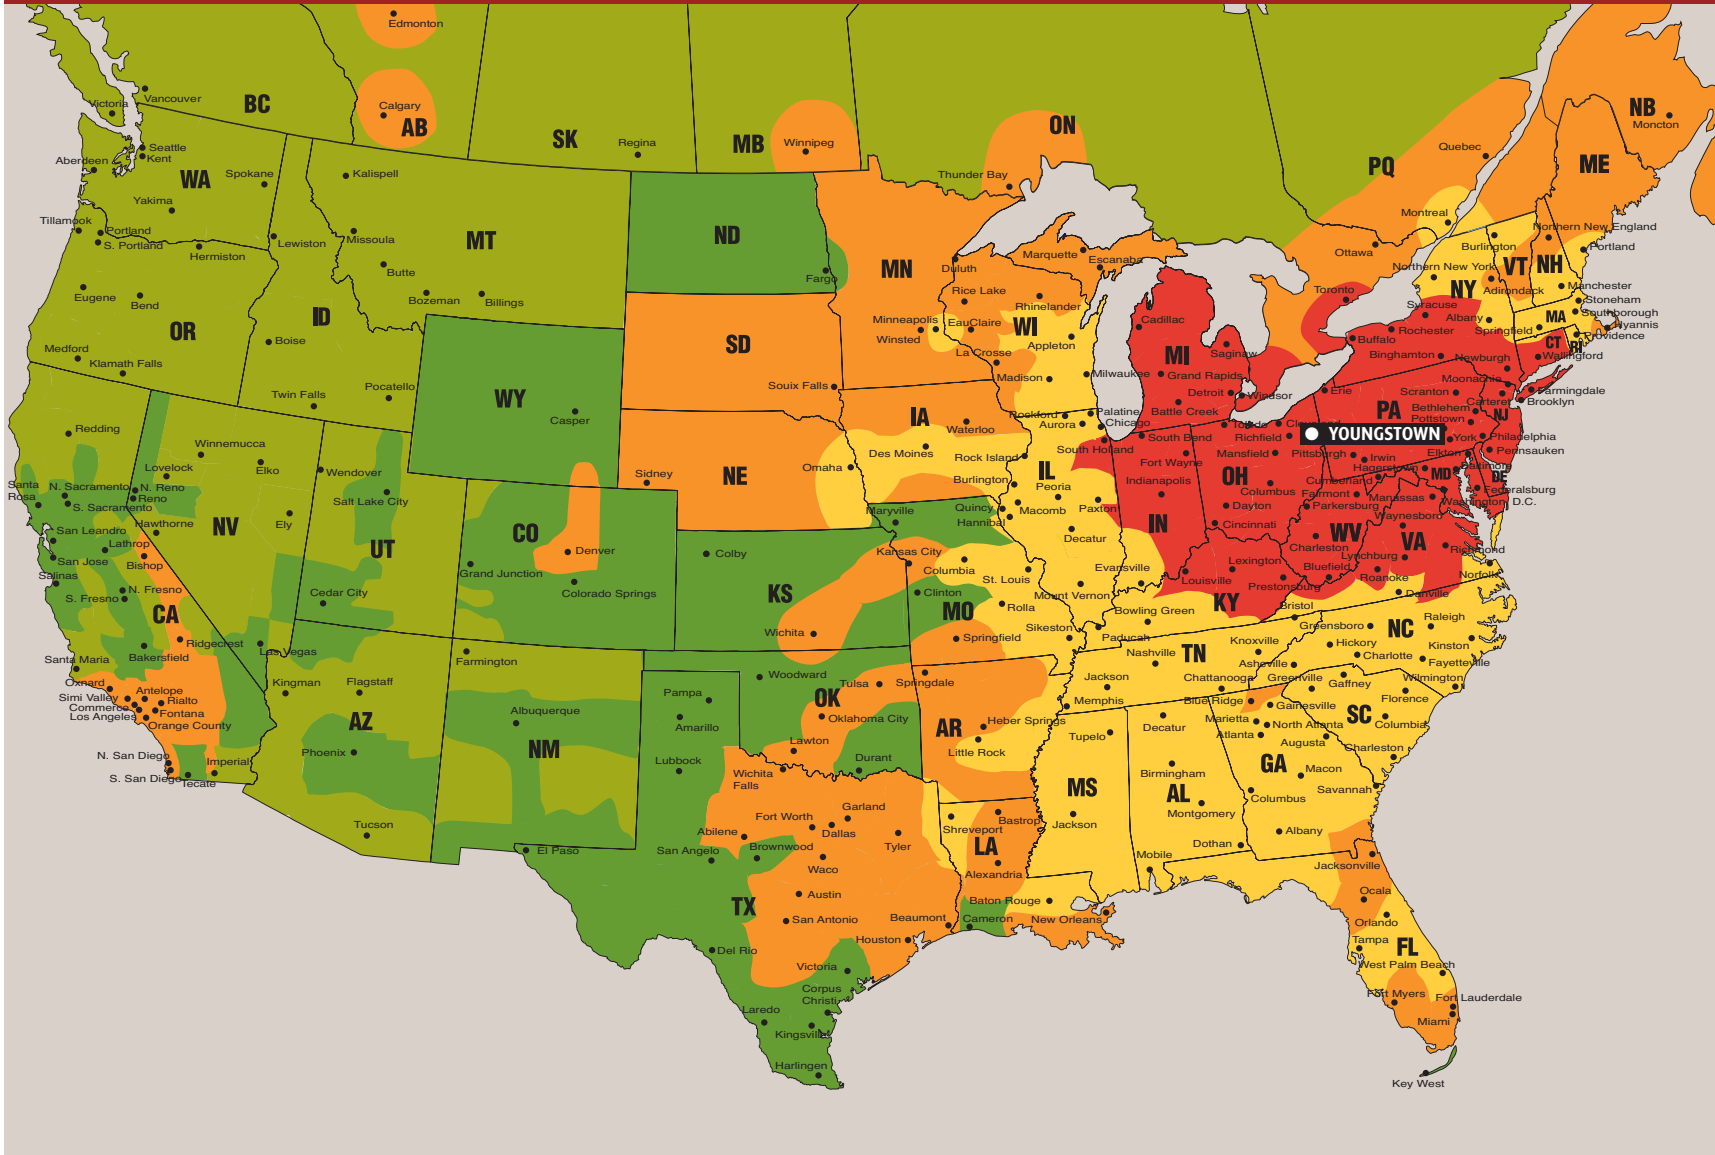 Edmonton
Vancouver
Victoria
BC
Calgary
AB
SK
Regina
MB
Winnipeg
ON
Thunder Bay
PQ
Quebec
NB
Moncton
ME
Montreal
Ottawa
Toronto
Seattle
Kent
Aberdeen
WA
Spokane
Yakima
Tillamook
Portland
S. Portland
Hermiston
Lewiston
Kalispell
Missoula
MT
Butte
Bozeman
Billings
Eugene
Bend
OR
ID
Boise
Medford
Klamath Falls
Twin Falls
Pocatello
WY
Casper
ND
Fargo
SD
Souix Falls
NE
Sidney
Omaha
MN
Duluth
Minneapolis
Winsted
Marquette
Escanaba
Rice Lake
Rhinelander
EauClaire
WI
Appleton
La Crosse
Madison
Milwaukee
IA
Waterloo
Des Moines
Rock Island
Burlington
Rockford
Aurora
Palatine
Chicago
South Holland
IL
Peoria
Macomb
Paxton
Quincy
Hannibal
Decatur
Mount Vernon
Cadillac
MI
Saginaw
Grand Rapids
Detroit
Windsor
Battle Creek
South Bend
Fort Wayne
Indianapolis
IN
Evansville
Toledo
Richfield
Mansfield
OH
Columbus
Dayton
Cincinnati
YOUNGSTOWN
Erie
PA
Pittsburgh
Irwin
Scranton
Bethlehem
Pottstown
York
Philadelphia
Pennsauken
Elkton
Hagerstown
Cumberland
MD
Baltimore
DE
Federalsburg
Washington D.C.
Manassas
Fairmont
Parkersburg
WV
Charleston
Bluefield
Waynesboro
VA
Lynchburg
Richmond
Roanoke
Norfolk
Danville
Northern New England
Burlington
Portland
VT
NH
Northern New York
NY
Adirondack
Manchester
Stoneham
Southborough
Hyannis
Providence
MA
Springfield
Albany
Syracuse
Rochester
Buffalo
Binghamton
Newburgh
CT
RI
Wallingford
Moonachie
Farmingdale
Brooklyn
Carteret
NJ
Redding
Winnemucca
Lovelock
Elko
Wendover
Salt Lake City
Santa
Rosa
N. Sacramento
S. Sacramento
N. Reno
Reno
Hawthorne
NV
Ely
UT
San Leandro
Lathrop
San Jose
Bishop
Salinas
N. Fresno
S. Fresno
CA
Cedar City
Ridgecrest
Bakersfield
Las Vegas
Santa Maria
Oxnard
Simi Valley
Commerce
Los Angeles
Antelope
Rialto
Fontana
Orange County
N. San Diego
S. San Diego
Tecate
Imperial
Kingman
Flagstaff
AZ
Phoenix
Tucson
CO
Denver
Grand Junction
Colorado Springs
Farmington
Albuquerque
NM
El Paso
Colby
KS
Wichita
Maryville
Kansas City
Columbia
St. Louis
Clinton
MO
Rolla
Springfield
Sikeston
Lexington
Louisville
Prestonsburg
KY
Bowling Green
Paducah
Woodward
Tulsa
OK
Oklahoma City
Lawton
Durant
Springdale
AR
Heber Springs
Little Rock
Pampa
Amarillo
Lubbock
Wichita
Falls
Garland
Fort Worth
Dallas
Abilene
Brownwood
Tyler
San Angelo
Waco
TX
Austin
San Antonio
Beaumont
Houston
Del Rio
Victoria
Corpus
Christi
Laredo
Kingsville
Harlingen
Shreveport
Bastrop
LA
Alexandria
Baton Rouge
Cameron
New Orleans
Nashville
TN
Knoxville
Bristol
Jackson
Memphis
Chattanooga
Tupelo
MS
Jackson
Decatur
Birmingham
AL
Montgomery
Dothan
Mobile
Greensboro
Raleigh
NC
Hickory
Charlotte
Kinston
Fayetteville
Asheville
Wilmington
Greenville
Gaffney
Florence
SC
Columbia
Charleston
Blue Ridge
Gainesville
Marietta
North Atlanta
Atlanta
Augusta
GA
Macon
Columbus
Savannah
Albany
Jacksonville
Ocala
Orlando
Tampa
FL
West Palm Beach
Fort Myers
Fort Lauderdale
Miami
Key West